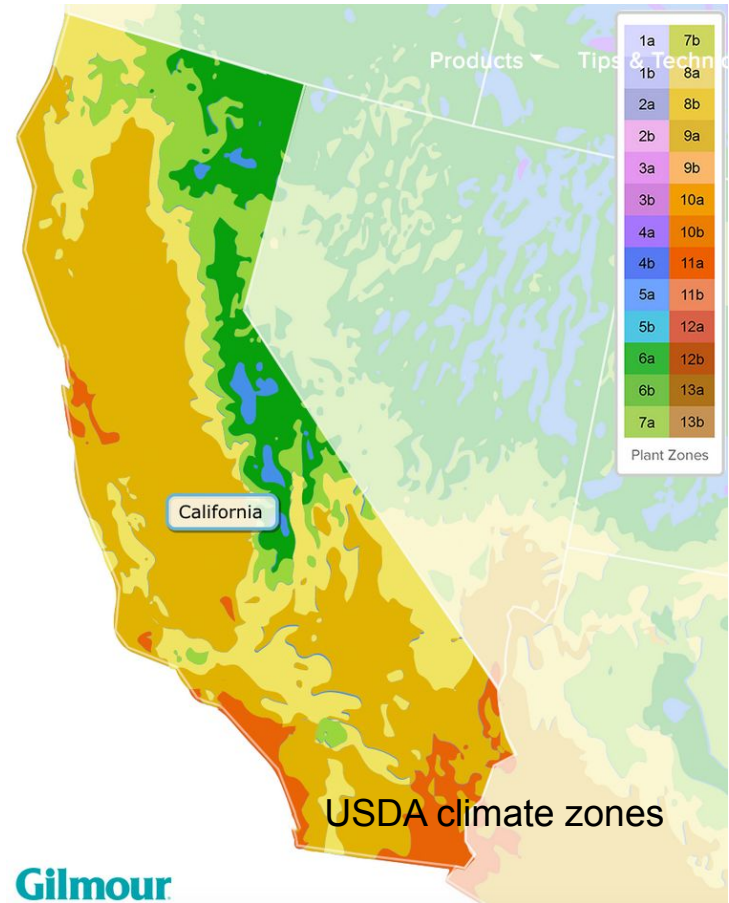 Products
Tips & Techni
1a 7b
1b 8a
2a 8b
2b 9a
3a 9b
3b 10a
4a 10b
4b 11a
5a 11b
5b 12a
6a 12b
6b 13a
7a 13b
Plant Zones
California
USDA climate zones
Gilmour